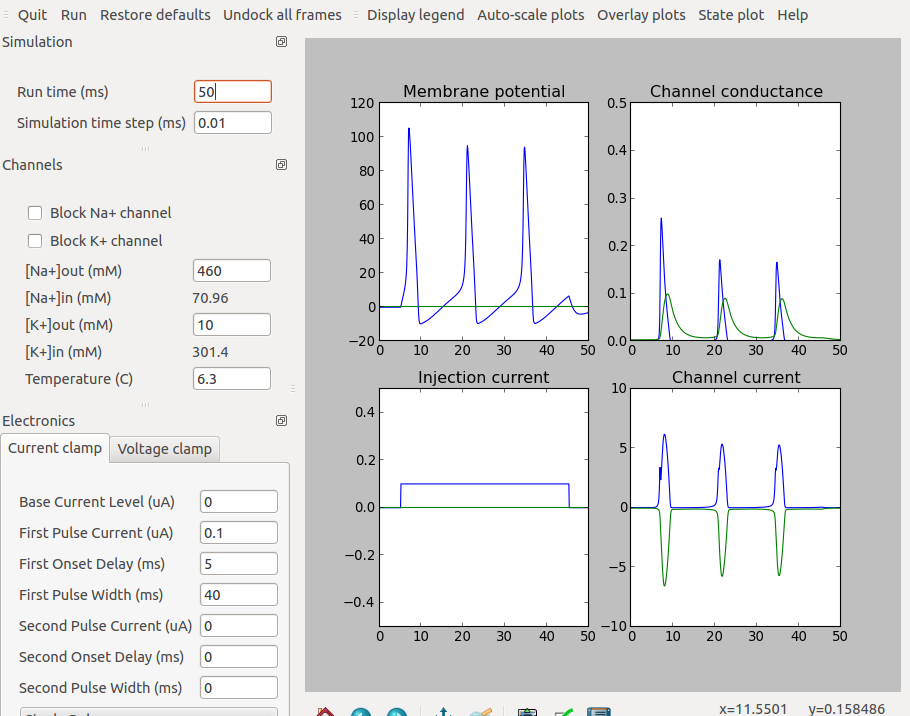 Quit Run Restore defaults Undock all frames Display legend Auto-scale plots Overlay plots State plot Help
Simulation
Run time (ms) 50
Simulation time step (ms) 0.01
Channels
Block Na+ channel
Block K+ channel
[Na+]out (mM) 460
[Na+]in (mM) 70.96
[K+]out (mM) 10
[K+]in (mM) 301.4
Temperature (C) 6.3
Electronics
Current clamp Voltage clamp
Base Current Level (uA) 0
First Pulse Current (uA) 0.1
First Onset Delay (ms) 5
First Pulse Width (ms) 40
Second Pulse Current (uA) 0
Second Onset Delay (ms) 0
Second Pulse Width (ms) 0
Membrane potential
120
100
80
60
40
20
0
−20
0 10 20 30 40 50
Channel conductance
0.5
0.4
0.3
0.2
0.1
0.0
0 10 20 30 40 50
Injection current
0.4
0.2
0.0
−0.2
−0.4
0 10 20 30 40 50
Channel current
10
5
0
−5
−10
0 10 20 30 40 50
x=11.5501 y=0.158486